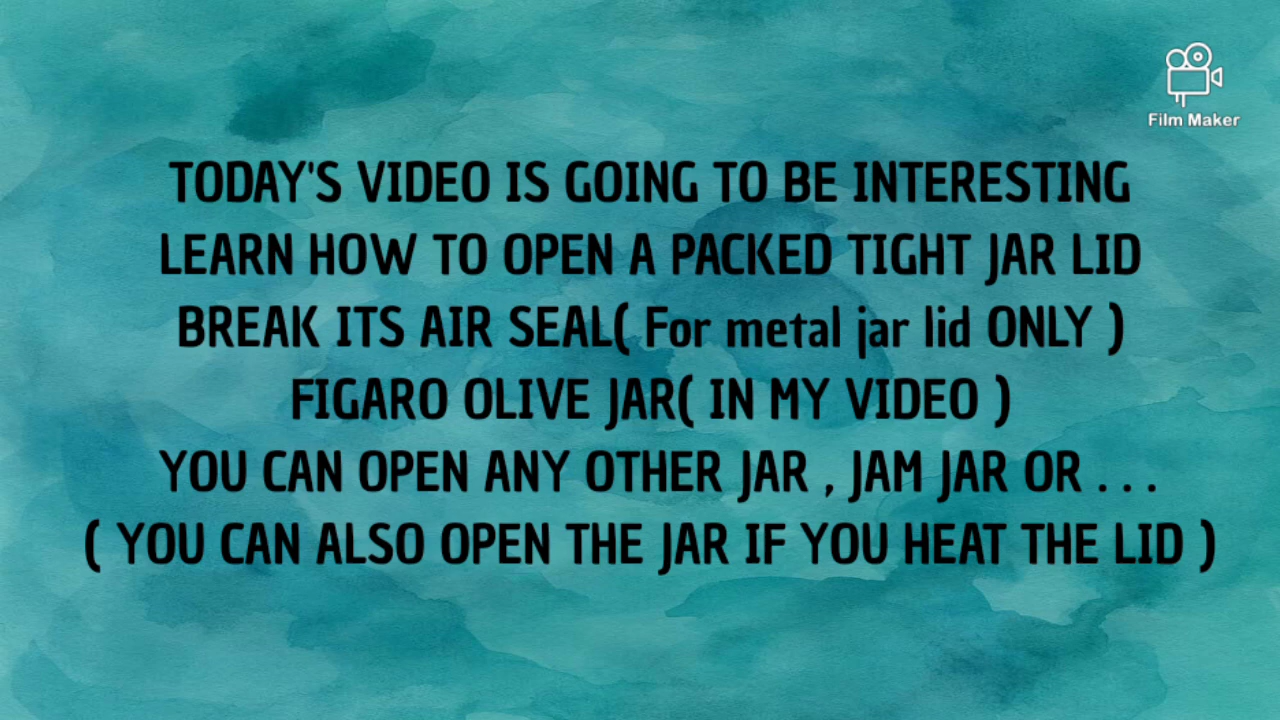 Film Maker
TODAY'S VIDEO IS GOING TO BE INTERESTING
LEARN HOW TO OPEN A PACKED TIGHT JAR LID
BREAK ITS AIR SEAL( For metal jar lid ONLY )
FIGARO OLIVE JAR( IN MY VIDEO )
YOU CAN OPEN ANY OTHER JAR , JAM JAR OR . . .
( YOU CAN ALSO OPEN THE JAR IF YOU HEAT THE LID )